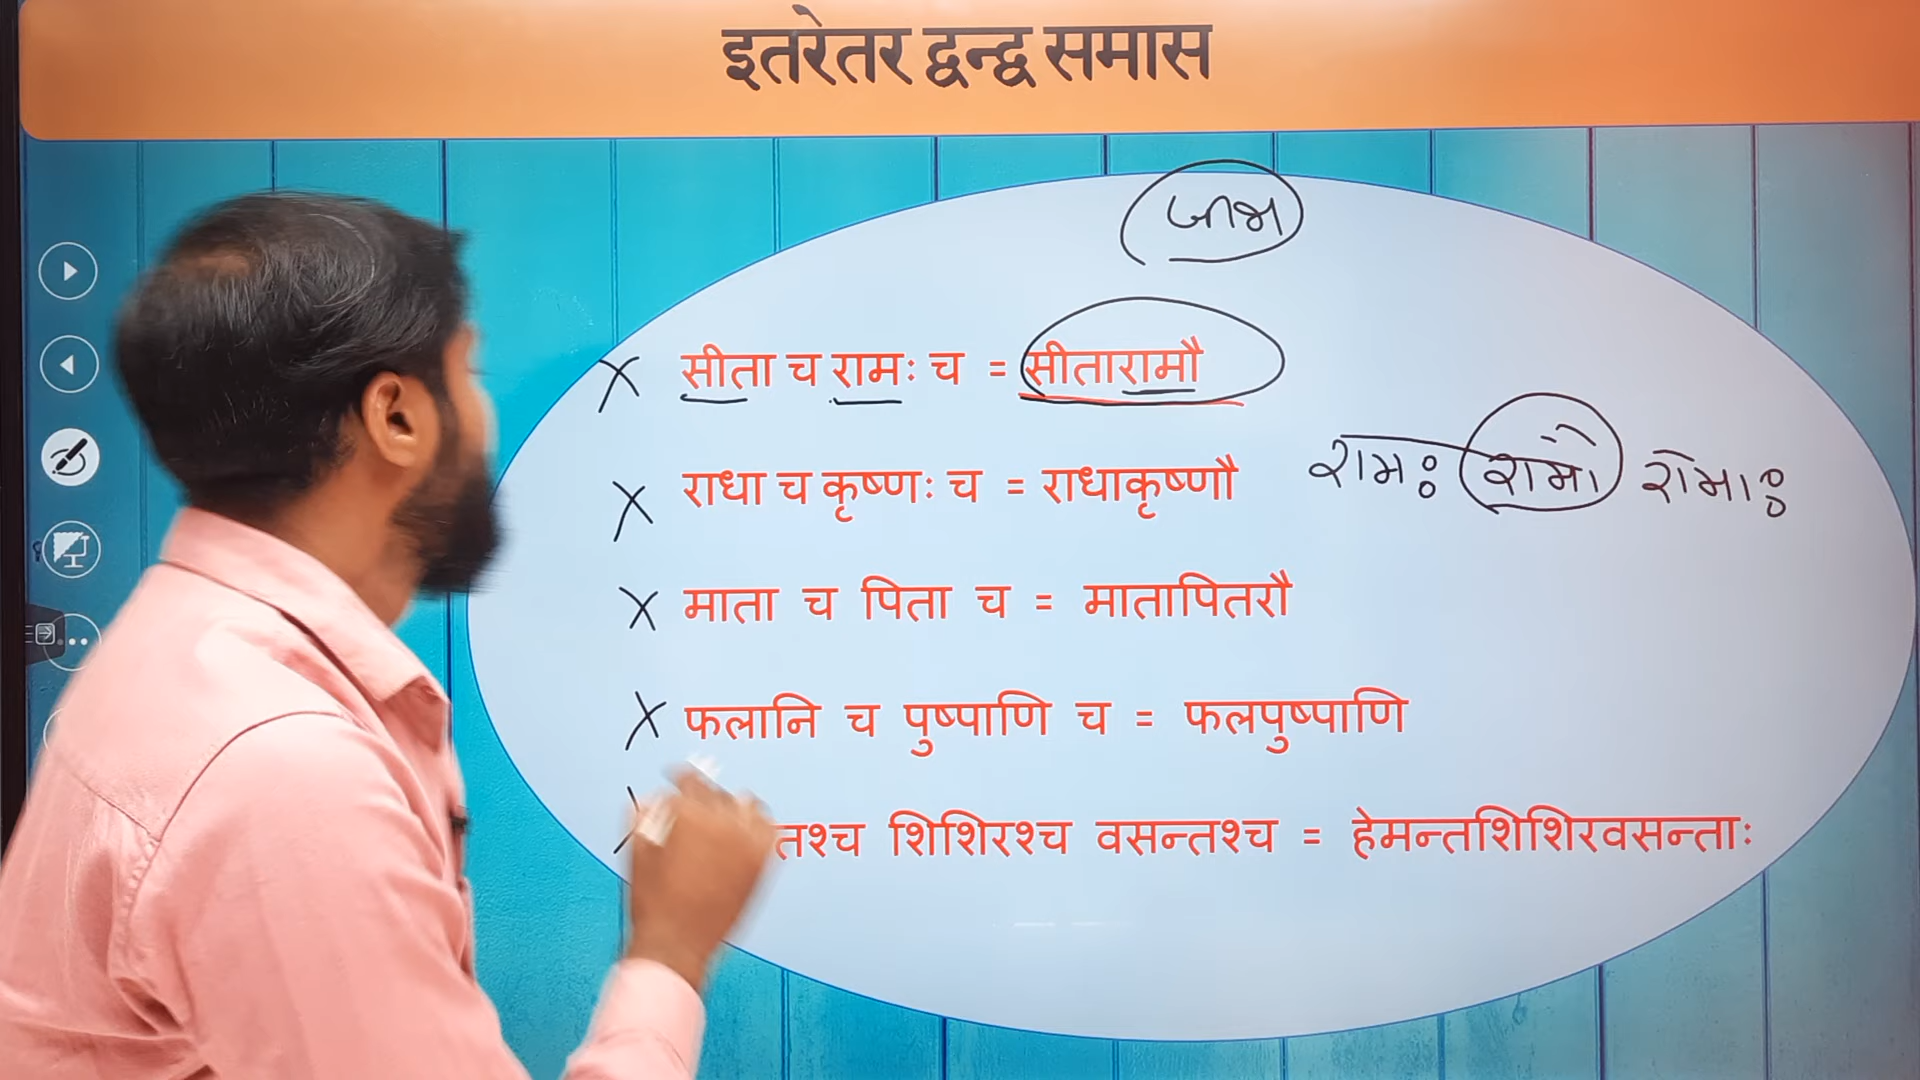 इतरेतर द्वन्द्व समास
सीता च रामः च = सीतारामौ
रामः रामौ रामाः
राधा च कृष्णः च = राधाकृष्णौ
माता च पिता च = मातापितरौ
फलानि च पुष्पाणि च = फलपुष्पाणि
तश्च शिशिरश्च वसन्तश्च = हेमन्तशिशिरवसन्ताः